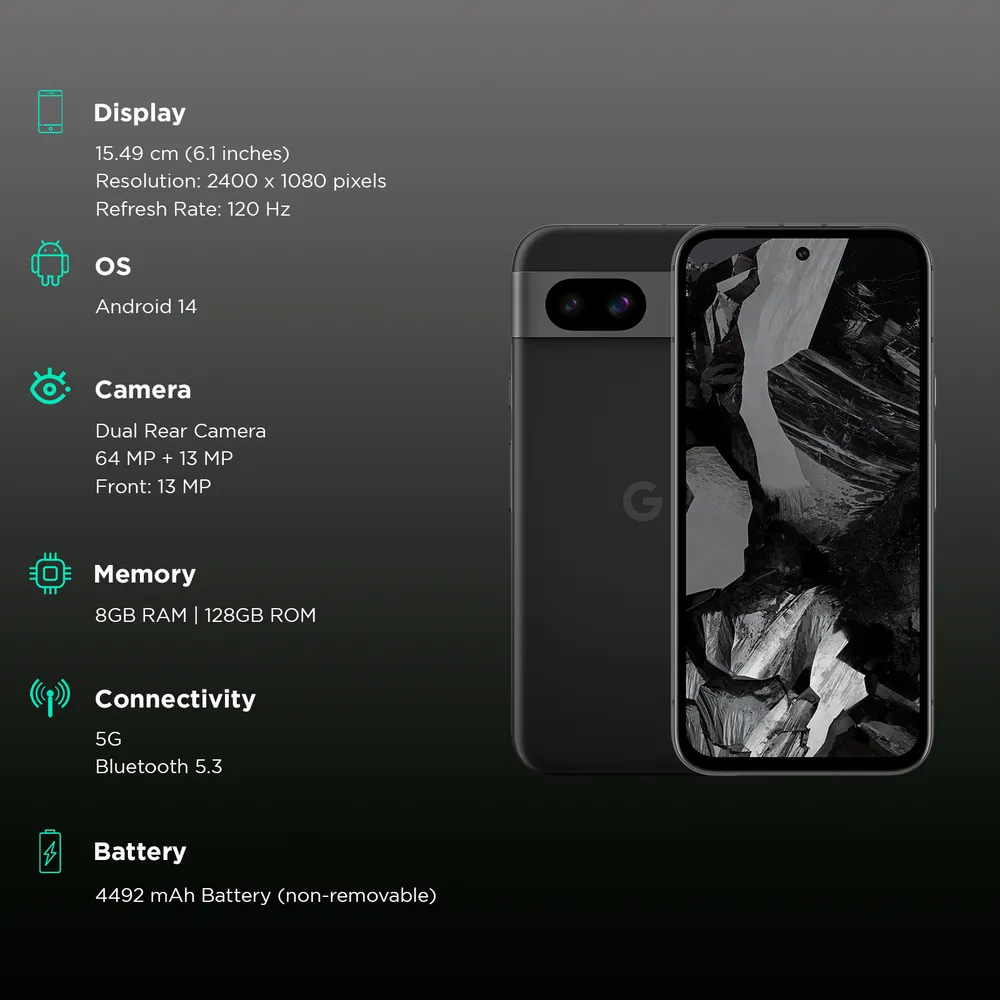 Display
15.49 cm (6.1 inches)
Resolution: 2400 x 1080 pixels
Refresh Rate: 120 Hz
OS
Android 14
Camera
Dual Rear Camera
64 MP + 13 MP
Front: 13 MP
Memory
8GB RAM | 128GB ROM
Connectivity
5G
Bluetooth 5.3
Battery
4492 mAh Battery (non-removable)
G